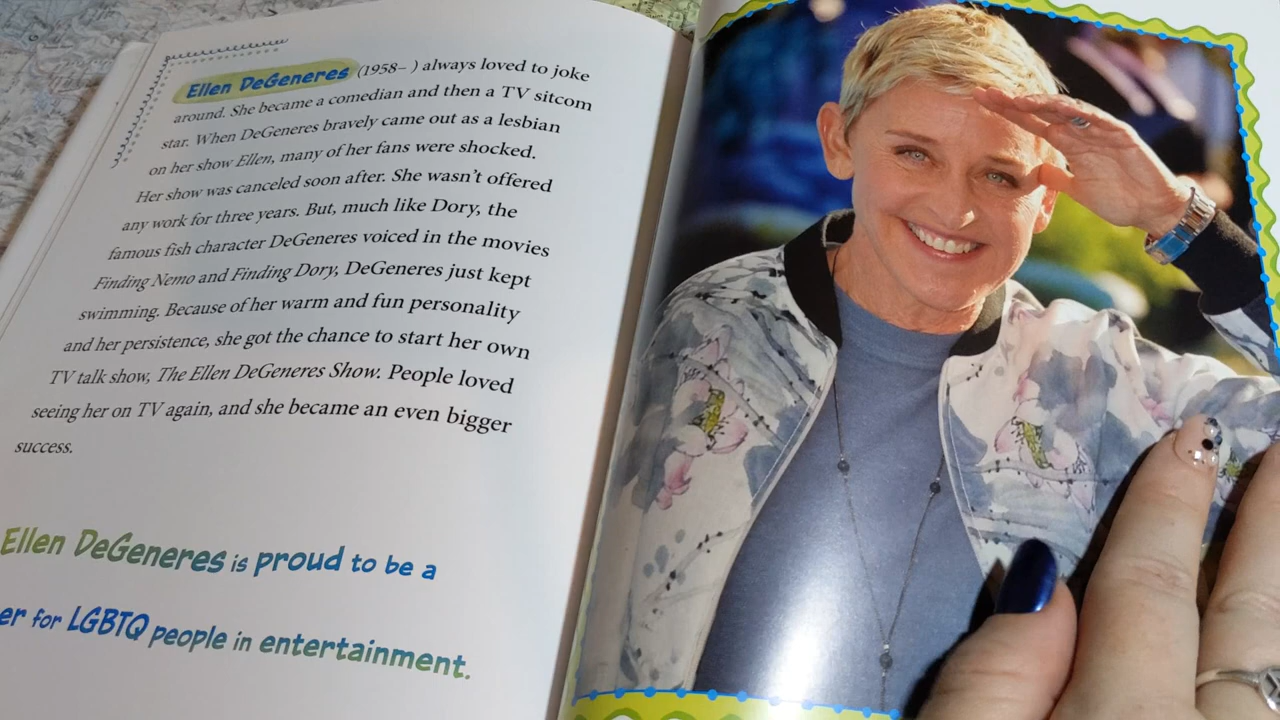 Ellen DeGeneres (1958– ) always loved to joke
around. She became a comedian and then a TV sitcom
star. When DeGeneres bravely came out as a lesbian
on her show Ellen, many of her fans were shocked.
Her show was canceled soon after. She wasn't offered
any work for three years. But, much like Dory, the
famous fish character DeGeneres voiced in the movies
Finding Nemo and Finding Dory, DeGeneres just kept
swimming. Because of her warm and fun personality
and her persistence, she got the chance to start her own
TV talk show, The Ellen DeGeneres Show. People loved
seeing her on TV again, and she became an even bigger
success.
Ellen DeGeneres is proud to be a
er for LGBTQ people in entertainment.